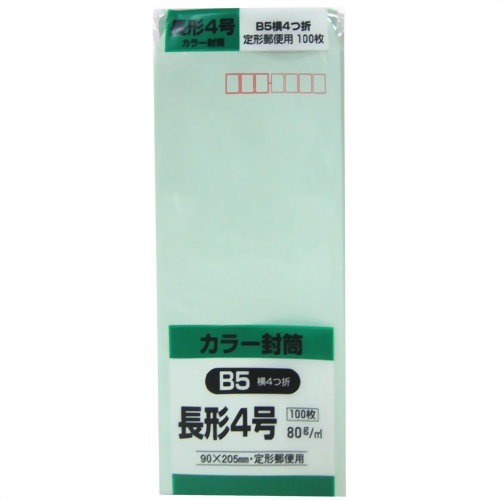 長形4号
カラー封筒
B5横4つ折
定形郵便用 100枚
カラー封筒
B5 横4つ折
長形4号
100枚
80g/㎡
90×205mm・定形郵便用